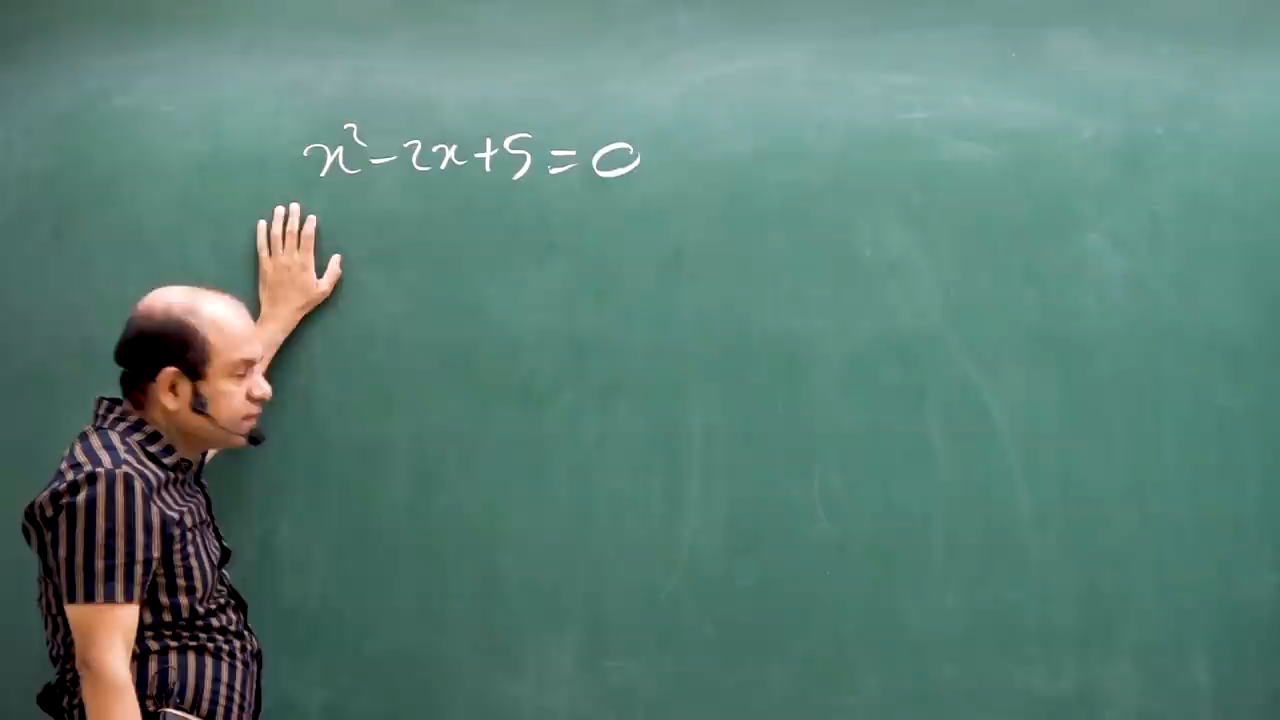 x² - 2x + 5 = 0